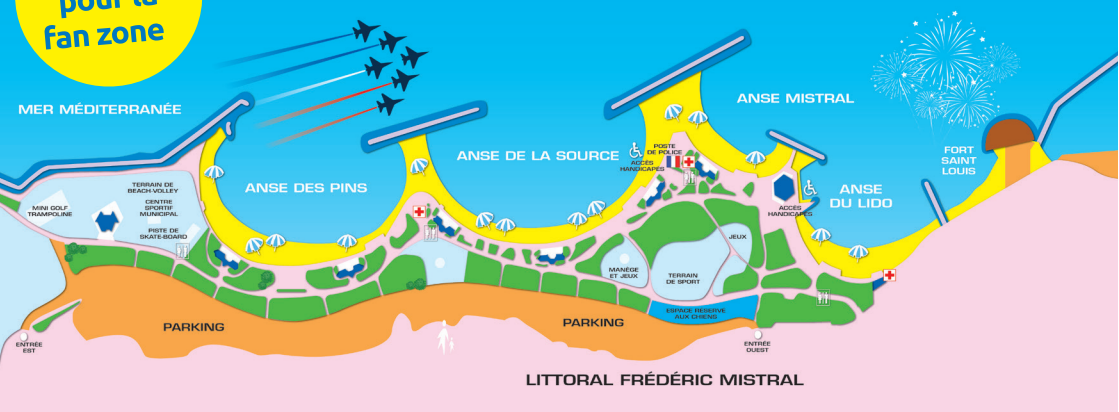 pour la
fan zone
MER MÉDITERRANÉE
ANSE DES PINS
ANSE DE LA SOURCE
ANSE MISTRAL
POSTE
DE POLICE
ACCÈS
HANDICAPÉS
FORT
SAINT
LOUIS
ANSE
DU LIDO
ACCÈS
HANDICAPÉS
TERRAIN DE
BEACH-VOLLEY
MINI GOLF
TRAMPOLINE
CENTRE
SPORTIF
MUNICIPAL
PISTE DE
SKATE-BOARD
JEUX
MANÈGE
ET JEUX
TERRAIN
DE SPORT
ESPACE RÉSERVÉ
AUX CHIENS
PARKING
PARKING
ENTRÉE
EST
ENTRÉE
OUEST
LITTORAL FRÉDÉRIC MISTRAL